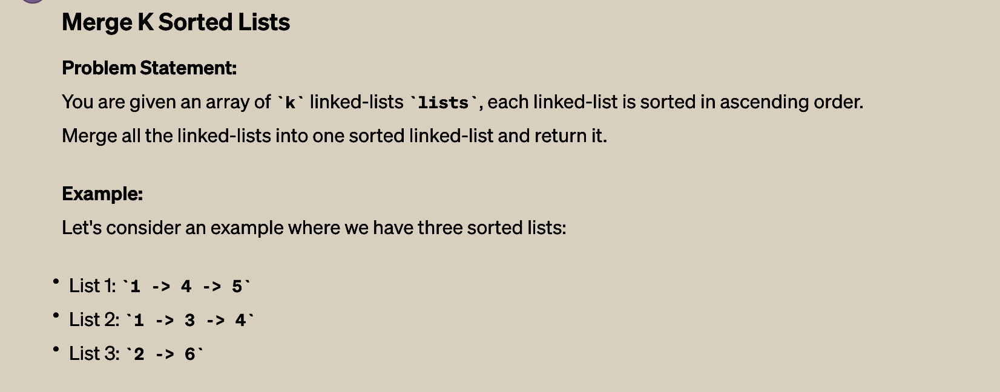 Merge K Sorted Lists
Problem Statement:
You are given an array of `k` linked-lists `lists`, each linked-list is sorted in ascending order.
Merge all the linked-lists into one sorted linked-list and return it.
Example:
Let's consider an example where we have three sorted lists:
• List 1: `1 -> 4 -> 5`
• List 2: `1 -> 3 -> 4`
• List 3: `2 -> 6`